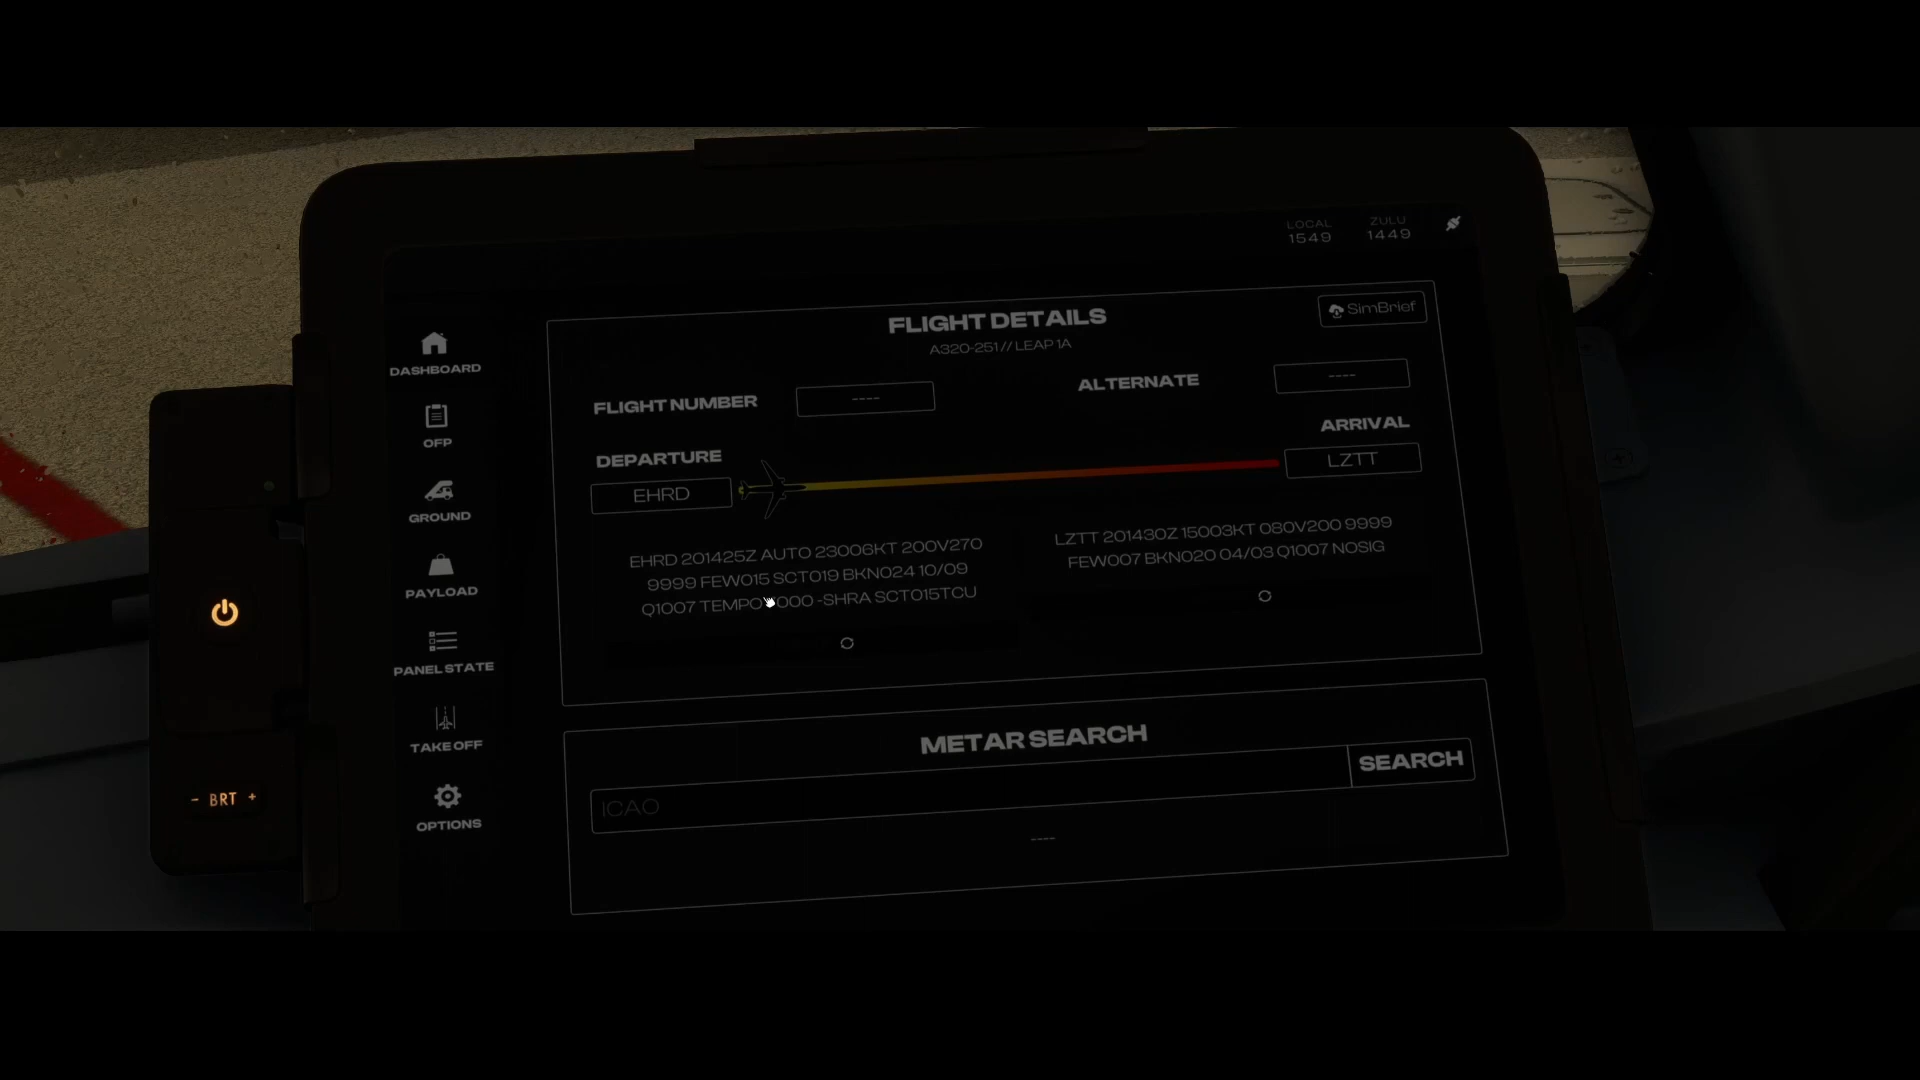 LOCAL ZULU
1549 1449
FLIGHT DETAILS
SimBrief
A320-251 // LEAP 1A
FLIGHT NUMBER ----
ALTERNATE ----
DEPARTURE
ARRIVAL
EHRD
LZTT
EHRD 201425Z AUTO 23006KT 200V270
9999 FEW015 SCT019 BKN024 10/09
Q1007 TEMPO 000 -SHRA SCT015TCU
LZTT 201430Z 15003KT 080V200 9999
FEW007 BKN020 04/03 Q1007 NOSIG
METAR SEARCH
ICAO
SEARCH
----
DASHBOARD
OFP
GROUND
PAYLOAD
PANEL STATE
TAKE OFF
OPTIONS
- BRT +